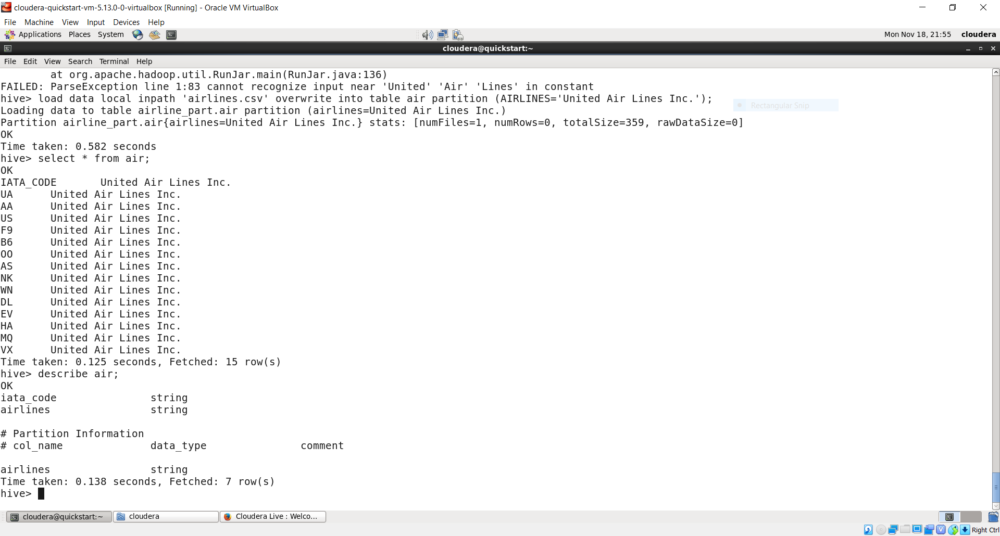 cloudera-quickstart-vm-5.13.0-0-virtualbox [Running] - Oracle VM VirtualBox
File Machine View Input Devices Help
Applications Places System Mon Nov 18, 21:55 cloudera
cloudera@quickstart:~
File Edit View Search Terminal Help
at org.apache.hadoop.util.RunJar.main(RunJar.java:136)
FAILED: ParseException line 1:83 cannot recognize input near 'United' 'Air' 'Lines' in constant
hive> load data local inpath 'airlines.csv' overwrite into table air partition (AIRLINES='United Air Lines Inc.');
Rectangular Snip
Loading data to table airline_part.air partition (airlines=United Air Lines Inc.)
Partition airline_part.air{airlines=United Air Lines Inc.} stats: [numFiles=1, numRows=0, totalSize=359, rawDataSize=0]
OK
Time taken: 0.582 seconds
hive> select * from air;
OK
IATA_CODE United Air Lines Inc.
UA United Air Lines Inc.
AA United Air Lines Inc.
US United Air Lines Inc.
F9 United Air Lines Inc.
B6 United Air Lines Inc.
OO United Air Lines Inc.
AS United Air Lines Inc.
NK United Air Lines Inc.
WN United Air Lines Inc.
DL United Air Lines Inc.
EV United Air Lines Inc.
HA United Air Lines Inc.
MQ United Air Lines Inc.
VX United Air Lines Inc.
Time taken: 0.125 seconds, Fetched: 15 row(s)
hive> describe air;
OK
iata_code string
airlines string
# Partition Information
# col_name data_type comment
airlines string
Time taken: 0.138 seconds, Fetched: 7 row(s)
hive>
cloudera@quickstart:~ cloudera Cloudera Live : Welco...
Right Ctrl